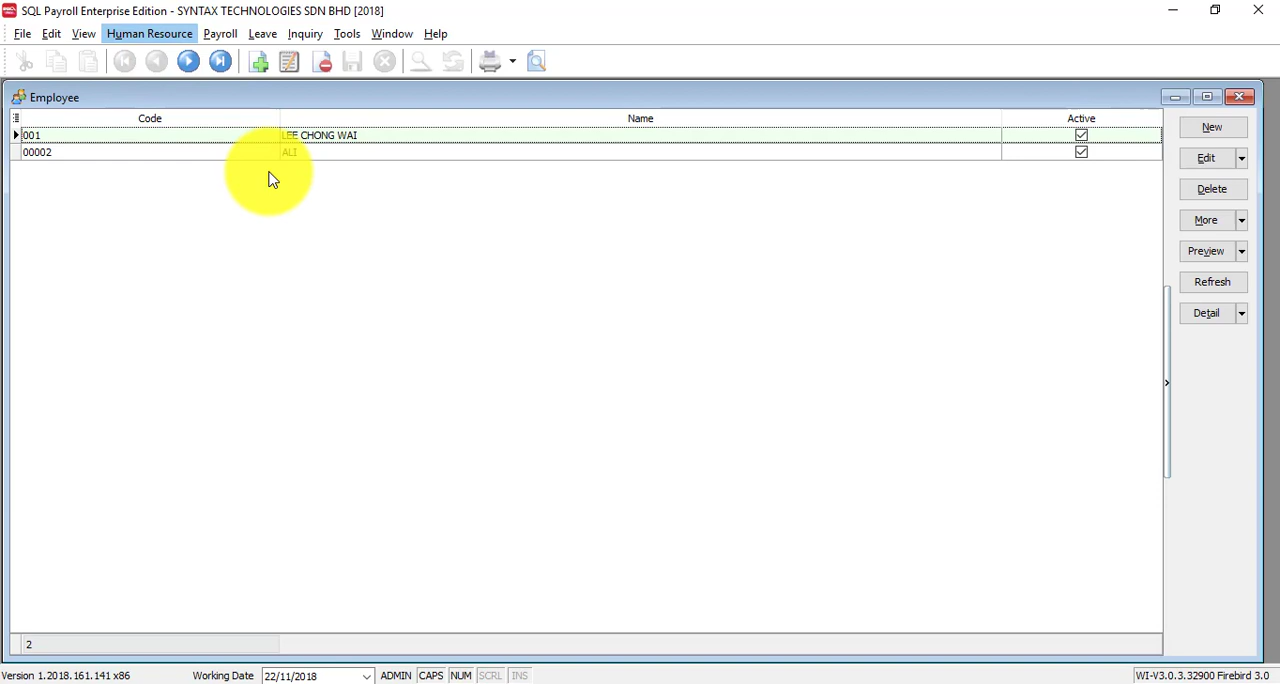 SQL Payroll Enterprise Edition - SYNTAX TECHNOLOGIES SDN BHD [2018]
File Edit View Human Resource Payroll Leave Inquiry Tools Window Help
Employee
Code Name Active
001 LEE CHONG WAI
00002 ALI
New
Edit
Delete
More
Preview
Refresh
Detail
2
Version 1.2018.161.141 x86 Working Date 22/11/2018 ADMIN CAPS NUM SCRL INS WI-V3.0.3.32900 Firebird 3.0